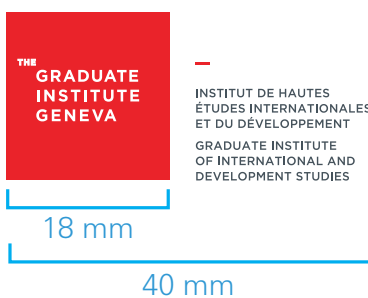 THE
GRADUATE
INSTITUTE
GENEVA
INSTITUT DE HAUTES
ÉTUDES INTERNATIONALES
ET DU DÉVELOPPEMENT
GRADUATE INSTITUTE
OF INTERNATIONAL AND
DEVELOPMENT STUDIES
18 mm
40 mm